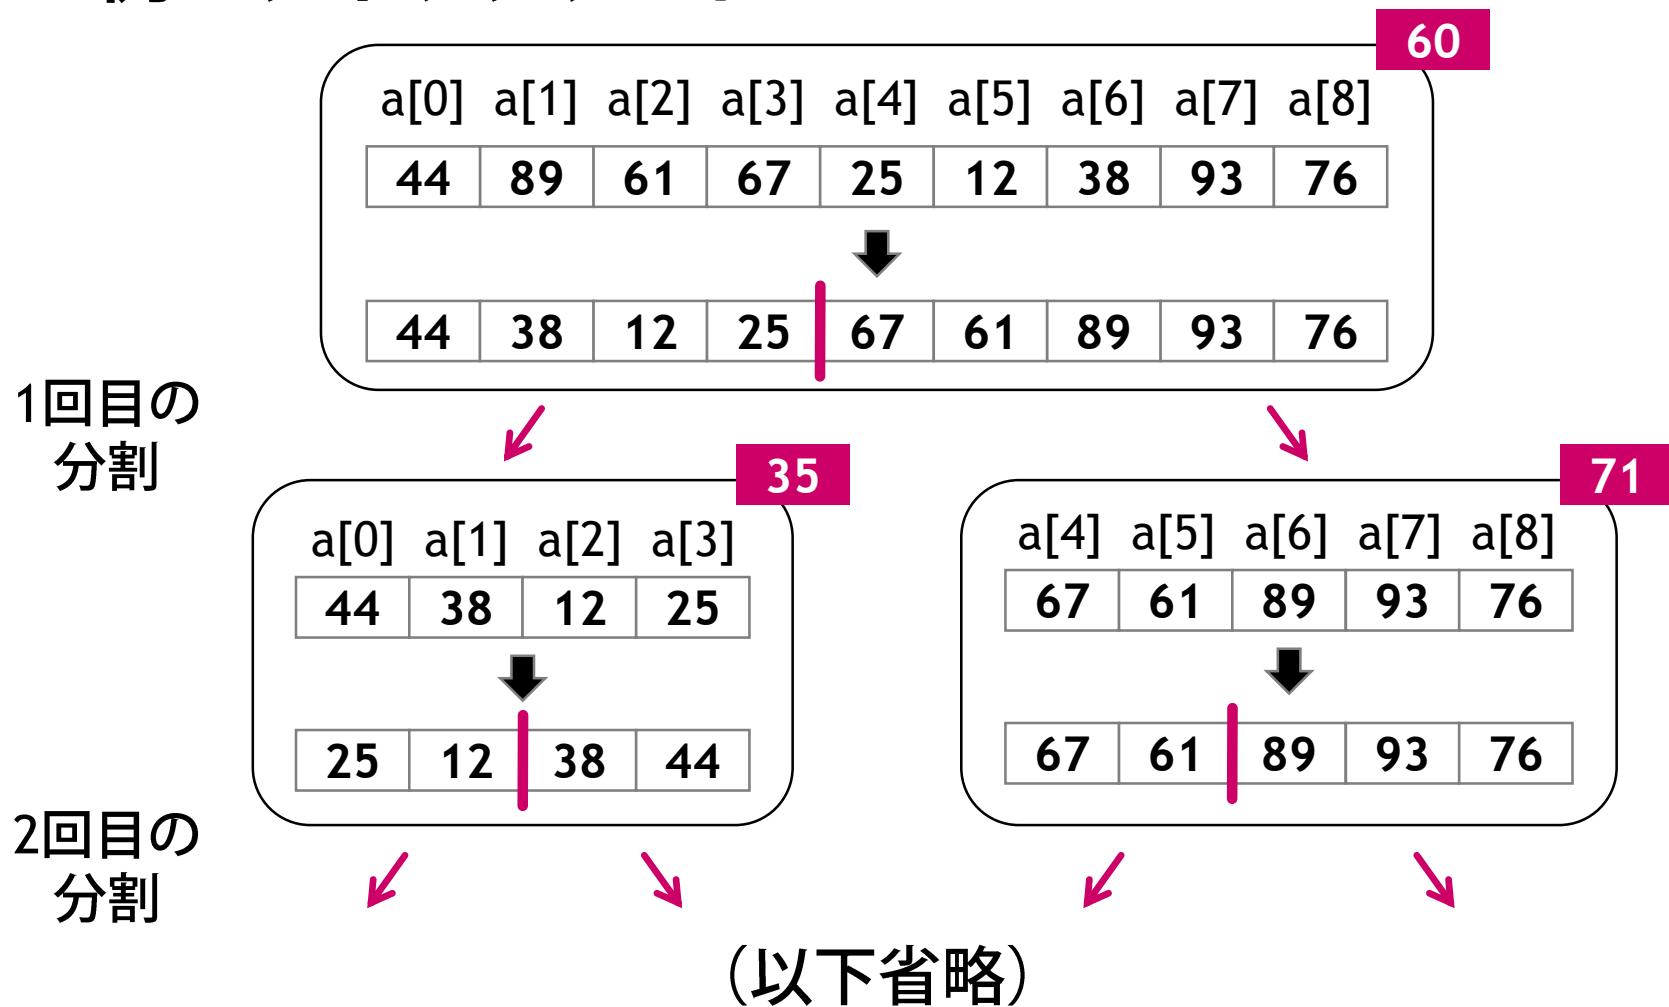 60
a[0] a[1] a[2] a[3] a[4] a[5] a[6] a[7] a[8]
44 89 61 67 25 12 38 93 76
44 38 12 25 67 61 89 93 76
1回目の
分割
35
a[0] a[1] a[2] a[3]
44 38 12 25
25 12 38 44
71
a[4] a[5] a[6] a[7] a[8]
67 61 89 93 76
67 61 89 93 76
2回目の
分割
（以下省略）